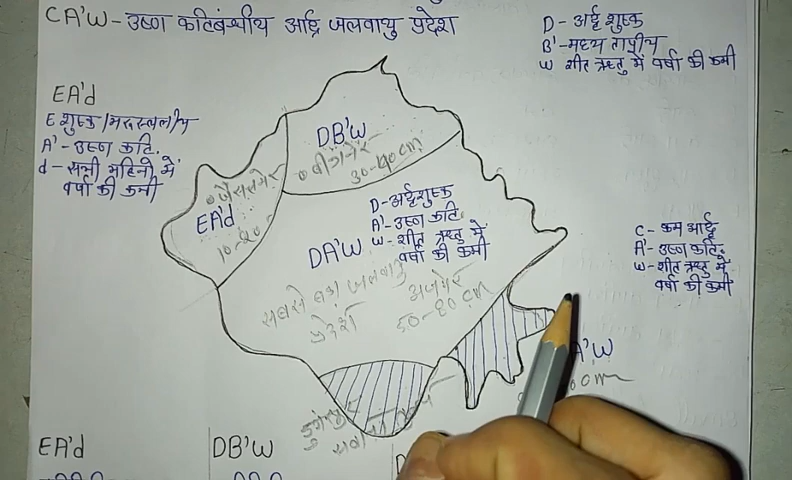 CA'W - उष्ण कटिबंधीय आर्द्र जलवायु प्रदेश
D - अर्द्ध शुष्क
B' - मध्य तापीय
W शीत ऋतु में वर्षा की कमी
EA'd
E शुष्क/मरूस्थलीय
A' - उष्ण कटि.
d - सभी महिनो में
वर्षा की कमी
DB'W
बीकानेर
30-40cm
जैसलमेर
EA'd
10-20
D - अर्द्धशुष्क
A' - उष्ण कटि.
W - शीत ऋतु में
वर्षा की कमी
DA'W
सबसे बड़ा जलवायु
प्रदेश
अजमेर
50-80 cm
C - कम आर्द्र
A' - उष्ण कटि.
W - शीत ऋतु में
वर्षा की कमी
A'W
EA'd
DB'W